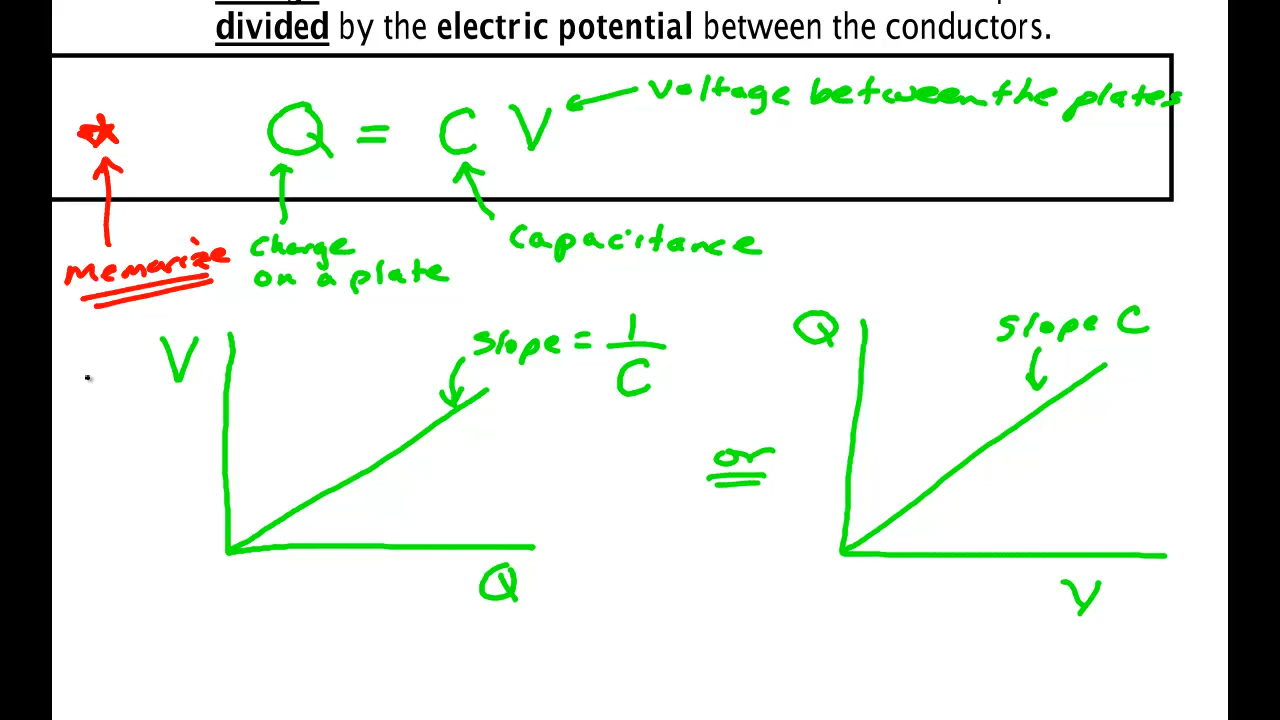 divided by the electric potential between the conductors.
Q = C V voltage between the plates
charge
on a plate
capacitance
memorize
V
slope = 1/C
Q
or
Q
slope C
V